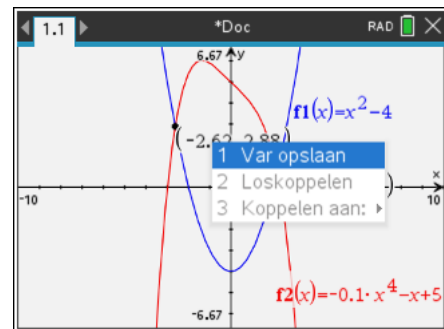 1.1 *Doc RAD
6.67 y
f1(x)=x²-4
(-2.62, 2.88)
1 Var opslaan
2 Loskoppelen
3 Koppelen aan:
)
x
-10 10
f2(x)=-0.1·x⁴-x+5
-6.67